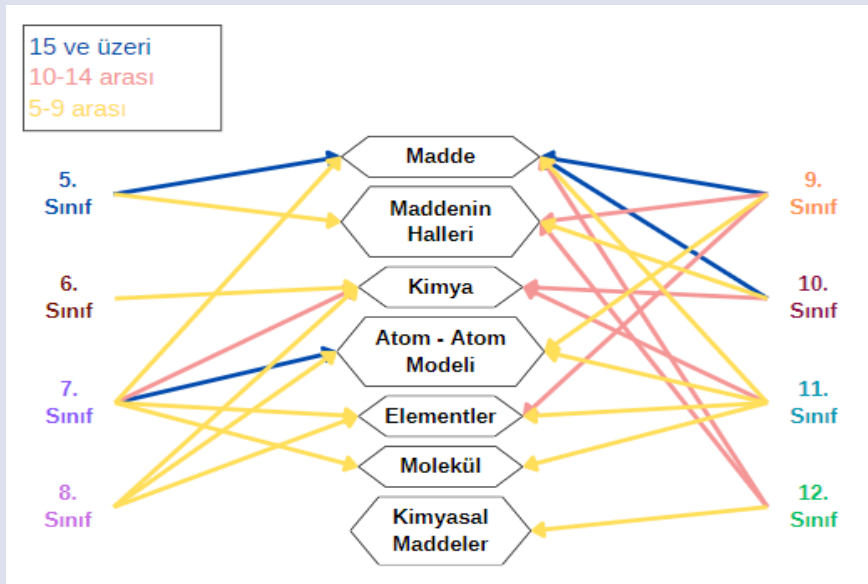 15 ve üzeri
10-14 arası
5-9 arası
5.
Sınıf
6.
Sınıf
7.
Sınıf
8.
Sınıf
Madde
Maddenin
Halleri
Kimya
Atom - Atom
Modeli
Elementler
Molekül
Kimyasal
Maddeler
9.
Sınıf
10.
Sınıf
11.
Sınıf
12.
Sınıf